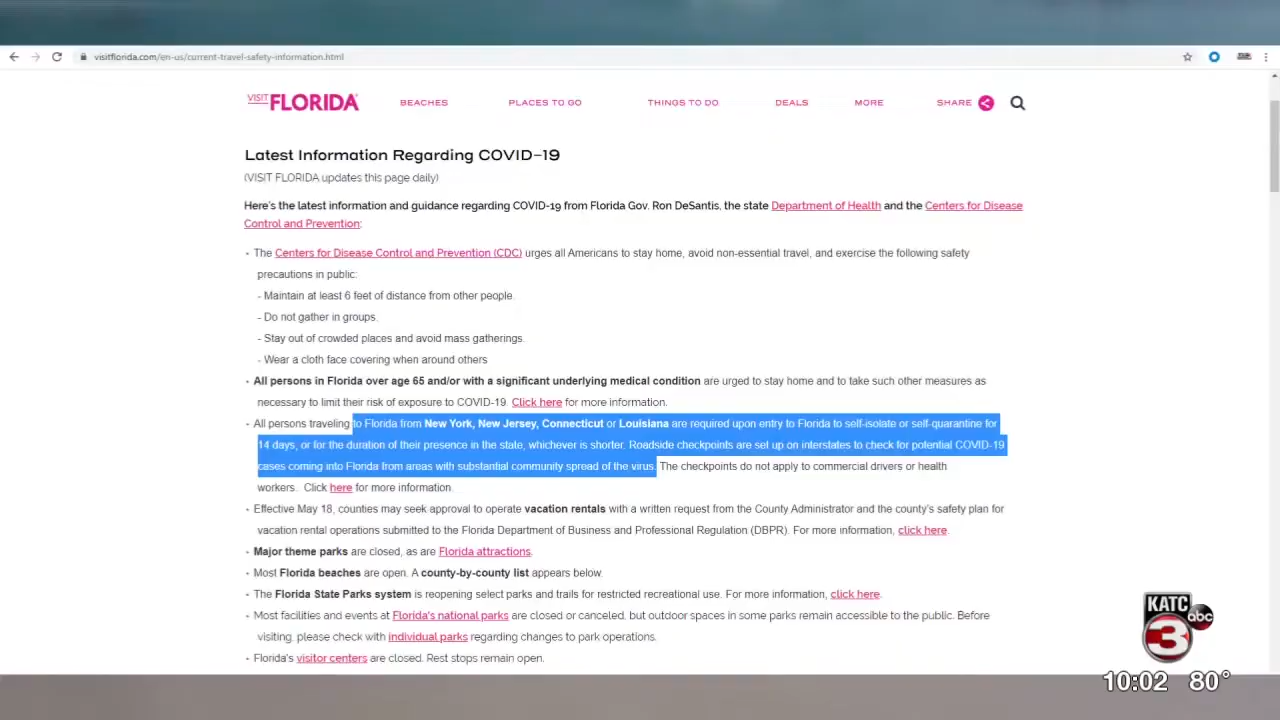 visitflorida.com/en-us/current-travel-safety-information.html
VISIT FLORIDA BEACHES PLACES TO GO THINGS TO DO DEALS MORE SHARE
Latest Information Regarding COVID-19
(VISIT FLORIDA updates this page daily)
Here's the latest information and guidance regarding COVID-19 from Florida Gov. Ron DeSantis, the state Department of Health and the Centers for Disease
Control and Prevention:
- The Centers for Disease Control and Prevention (CDC) urges all Americans to stay home, avoid non-essential travel, and exercise the following safety
precautions in public:
- Maintain at least 6 feet of distance from other people.
- Do not gather in groups.
- Stay out of crowded places and avoid mass gatherings.
- Wear a cloth face covering when around others
- All persons in Florida over age 65 and/or with a significant underlying medical condition are urged to stay home and to take such other measures as
necessary to limit their risk of exposure to COVID-19. Click here for more information.
- All persons traveling to Florida from New York, New Jersey, Connecticut or Louisiana are required upon entry to Florida to self-isolate or self-quarantine for
14 days, or for the duration of their presence in the state, whichever is shorter. Roadside checkpoints are set up on interstates to check for potential COVID-19
cases coming into Florida from areas with substantial community spread of the virus. The checkpoints do not apply to commercial drivers or health
workers. Click here for more information.
- Effective May 18, counties may seek approval to operate vacation rentals with a written request from the County Administrator and the county's safety plan for
vacation rental operations submitted to the Florida Department of Business and Professional Regulation (DBPR). For more information, click here.
- Major theme parks are closed, as are Florida attractions.
- Most Florida beaches are open. A county-by-county list appears below.
- The Florida State Parks system is reopening select parks and trails for restricted recreational use. For more information, click here.
- Most facilities and events at Florida's national parks are closed or canceled, but outdoor spaces in some parks remain accessible to the public. Before
visiting, please check with individual parks regarding changes to park operations.
- Florida's visitor centers are closed. Rest stops remain open.
KATC
3 abc
10:02 80°